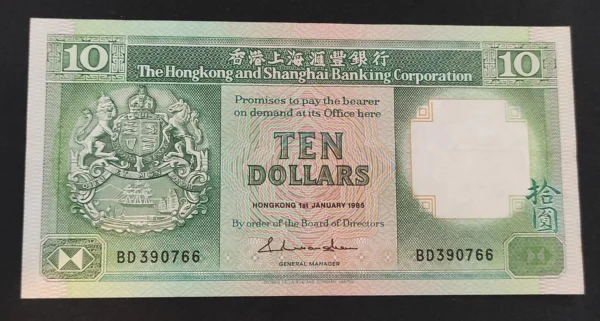 10
香港上海滙豐銀行
10
The Hongkong and Shanghai Banking Corporation
Promises to pay the bearer
on demand at its Office here
TEN
DOLLARS
HONGKONG 1st JANUARY 1985
By order of the Board of Directors
GENERAL MANAGER
拾圓
BD390766
BD390766